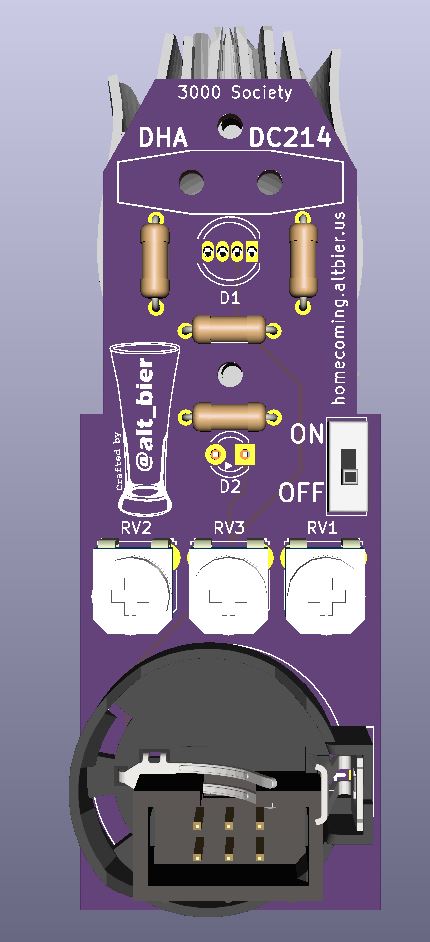 3000 Society
DHA
DC214
D1
homecoming.altbier.us
Crafted by
@alt_bier
ON
OFF
D2
RV2
RV3
RV1